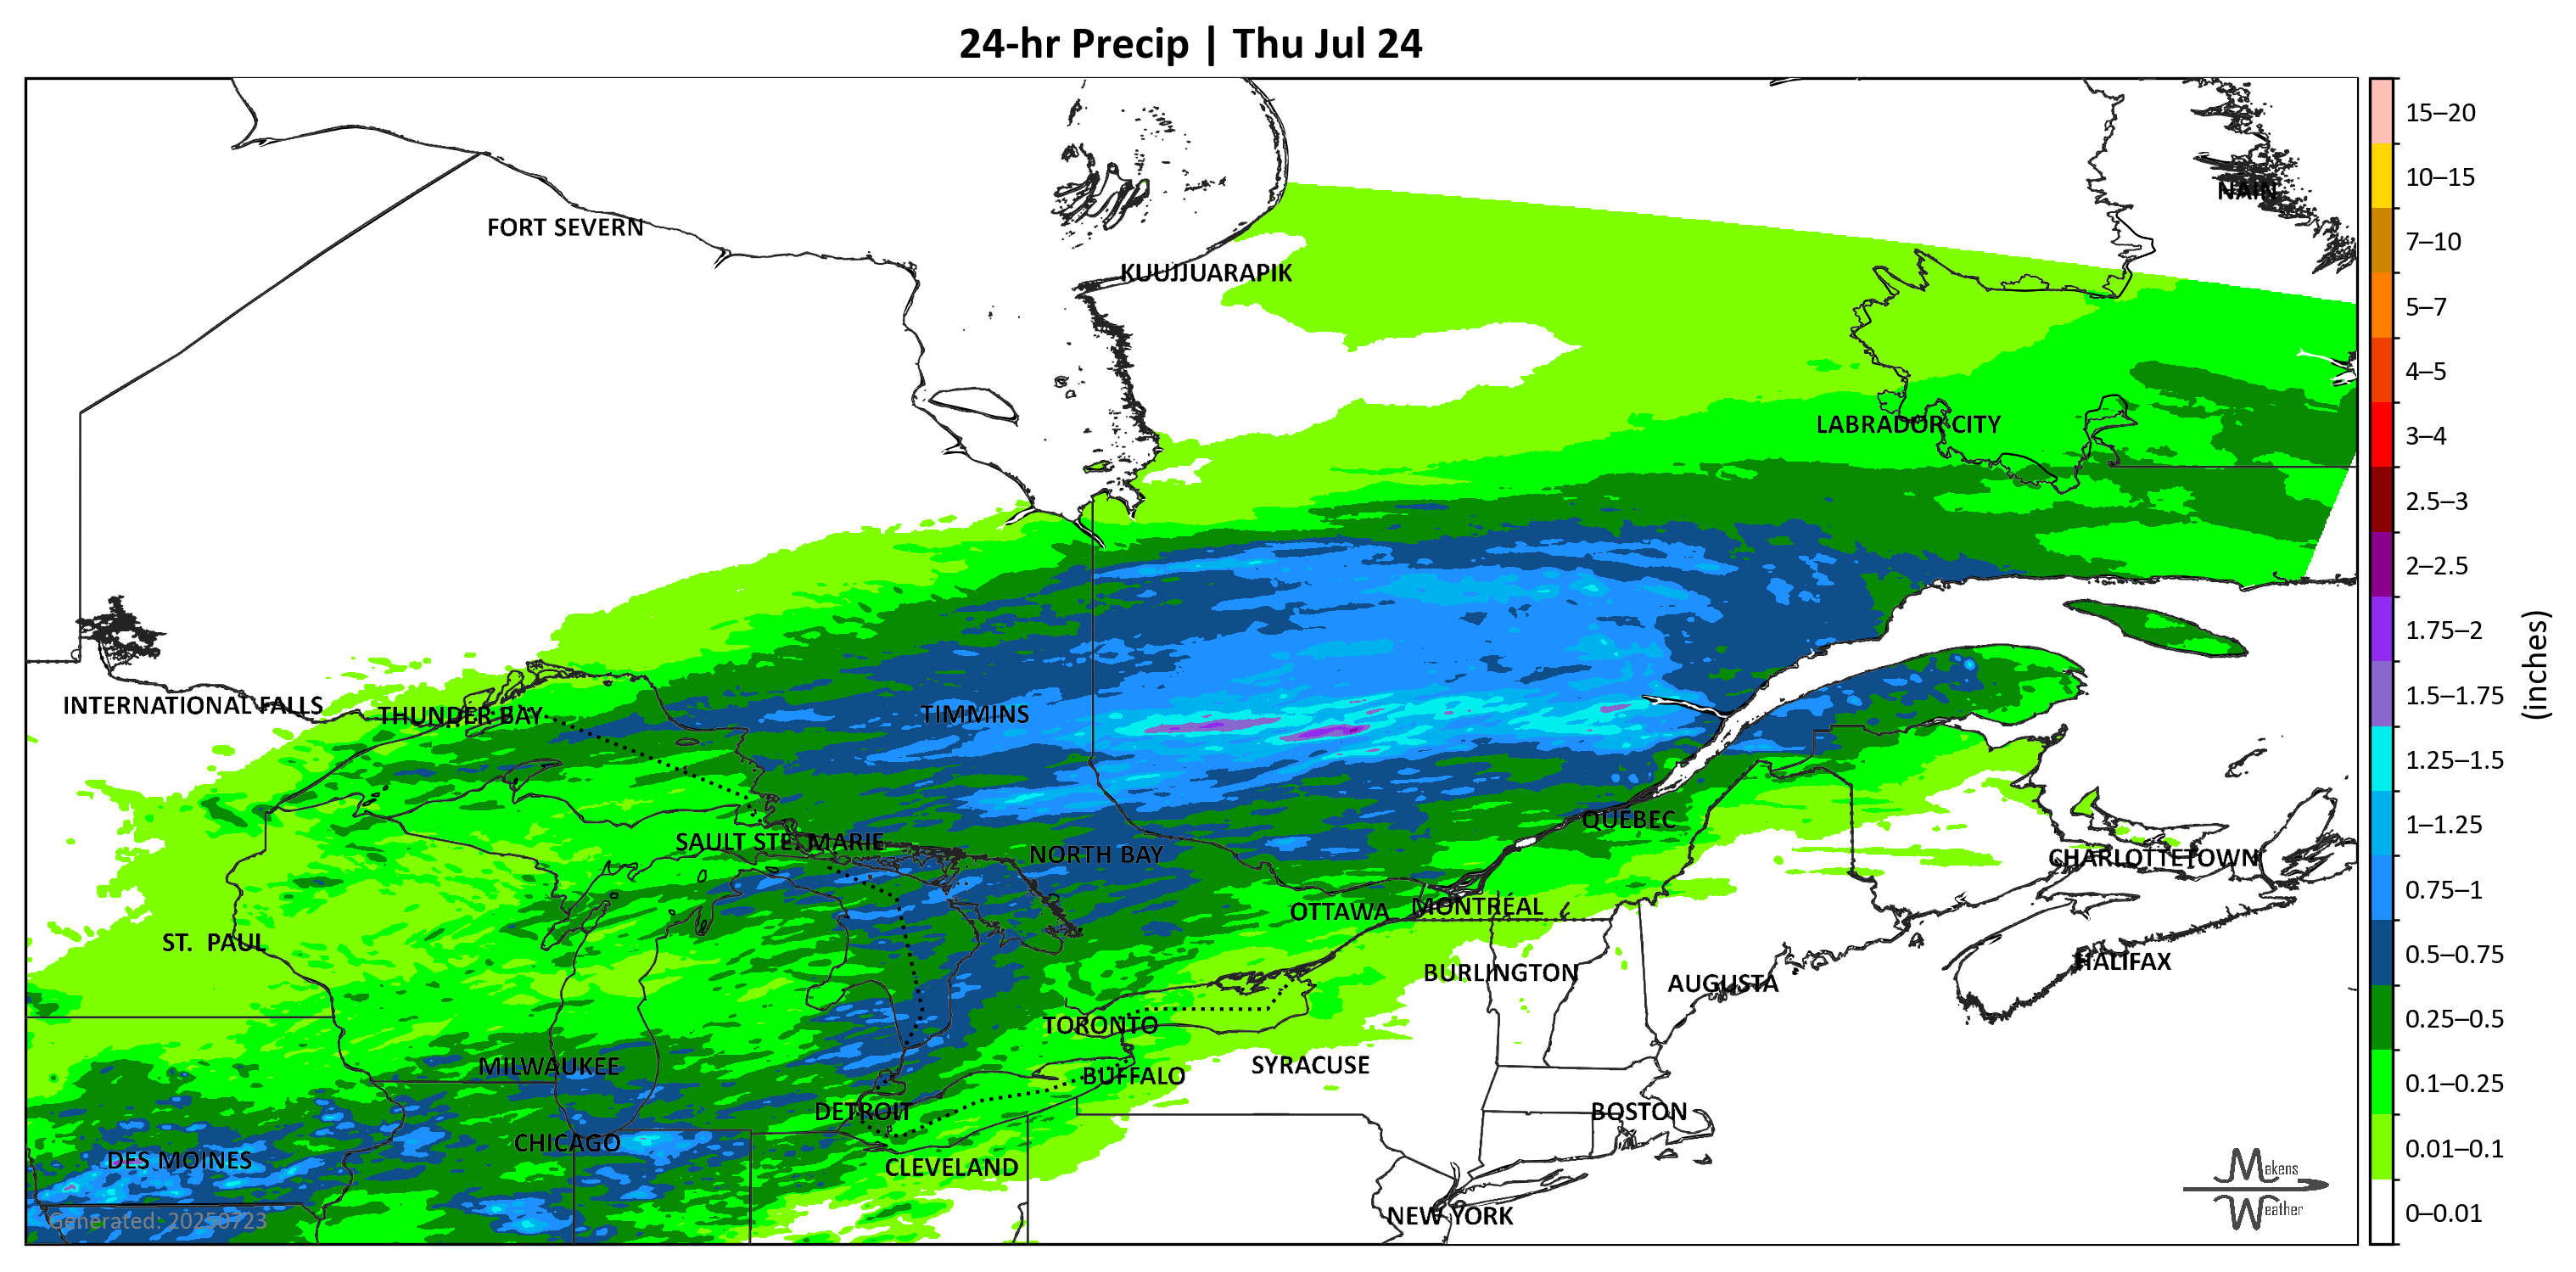 24-hr Precip | Thu Jul 24
NAIN
FORT SEVERN
KUUJJUARAPIK
LABRADOR CITY
INTERNATIONAL FALLS
THUNDER BAY
TIMMINS
SAULT STE. MARIE
NORTH BAY
QUÉBEC
CHARLOTTETOWN
OTTAWA
MONTRÉAL
ST. PAUL
BURLINGTON
AUGUSTA
HALIFAX
TORONTO
MILWAUKEE
BUFFALO
SYRACUSE
DETROIT
BOSTON
CHICAGO
DES MOINES
CLEVELAND
NEW YORK
Generated: 20250723
Makens
Weather
15–20
10–15
7–10
5–7
4–5
3–4
2.5–3
2–2.5
1.75–2
1.5–1.75
1.25–1.5
1–1.25
0.75–1
0.5–0.75
0.25–0.5
0.1–0.25
0.01–0.1
0–0.01
(inches)